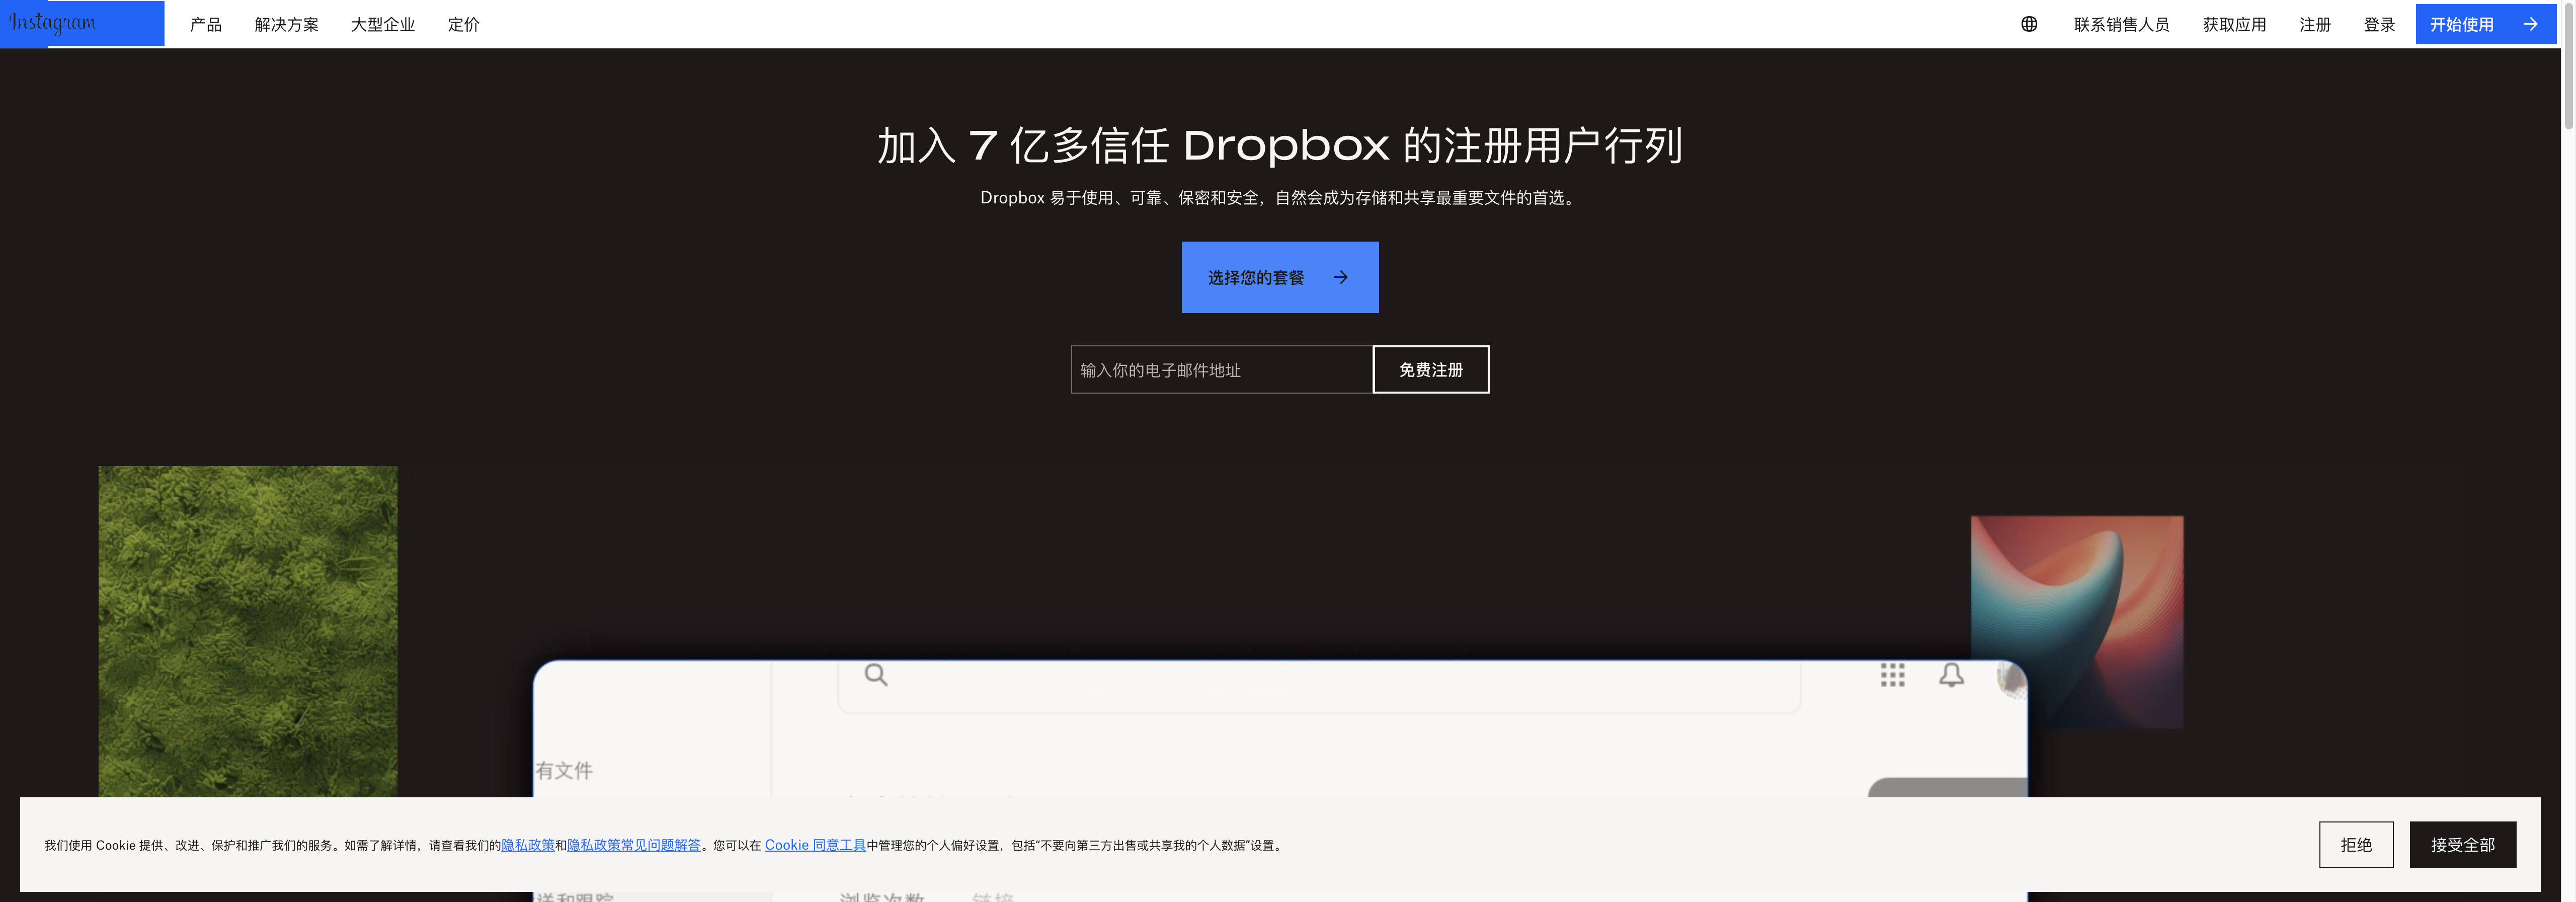 Instagram
产品 解决方案 大型企业 定价 联系销售人员 获取应用 注册 登录 开始使用
加入 7 亿多信任 Dropbox 的注册用户行列
Dropbox 易于使用、可靠、保密和安全，自然会成为存储和共享最重要文件的首选。
选择您的套餐
输入你的电子邮件地址 免费注册
有文件
我们使用 Cookie 提供、改进、保护和推广我们的服务。如需了解详情，请查看我们的隐私政策和隐私政策常见问题解答。您可以在 Cookie 同意工具中管理您的个人偏好设置，包括“不要向第三方出售或共享我的个人数据”设置。 拒绝 接受全部
送和跟踪 浏览次数 链接